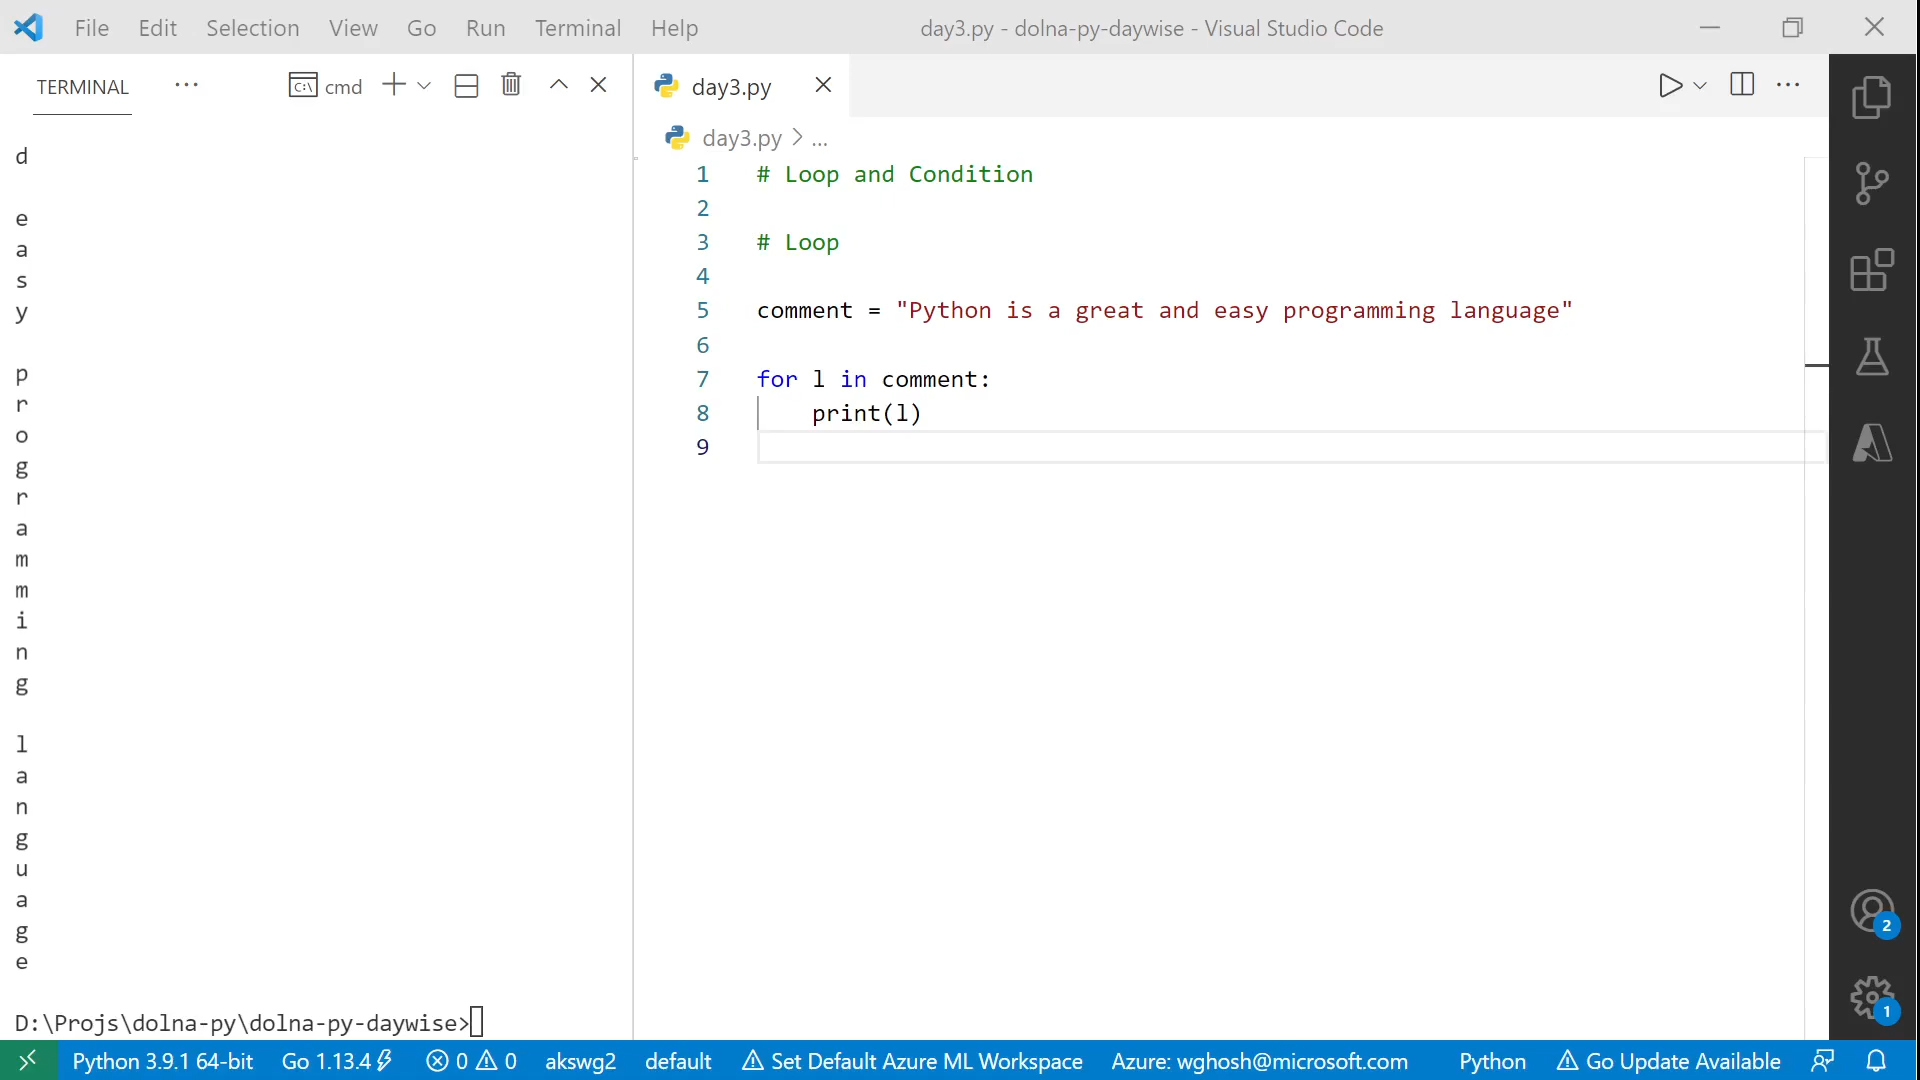 File Edit Selection View Go Run Terminal Help
day3.py - dolna-py-daywise - Visual Studio Code
TERMINAL
cmd
d
e
a
s
y
p
r
o
g
r
a
m
m
i
n
g
l
a
n
g
u
a
g
e
D:\Projs\dolna-py\dolna-py-daywise>
day3.py
day3.py > ...
1 # Loop and Condition
2
3 # Loop
4
5 comment = "Python is a great and easy programming language"
6
7 for l in comment:
8     print(l)
9
2
1
Python 3.9.1 64-bit Go 1.13.4 0 0 akswg2 default Set Default Azure ML Workspace Azure: wghosh@microsoft.com Python Go Update Available